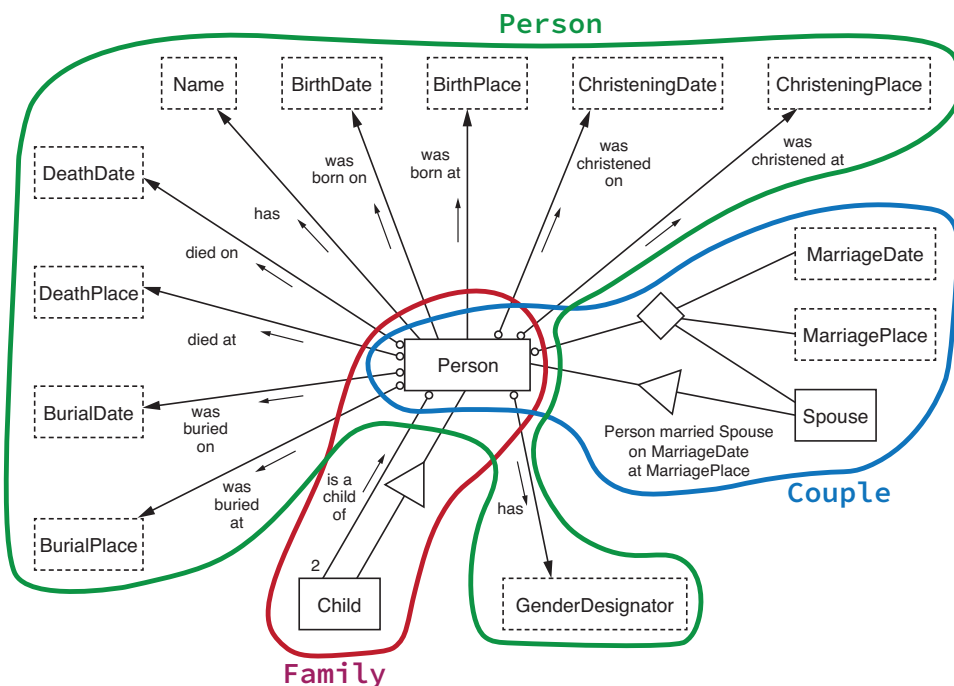 Person
Name
BirthDate
BirthPlace
ChristeningDate
ChristeningPlace
DeathDate
has
was
born on
was
born at
was
christened
on
was
christened at
died on
DeathPlace
died at
MarriageDate
MarriagePlace
Person
BurialDate
was
buried
on
Spouse
Person married Spouse
on MarriageDate
at MarriagePlace
Couple
was
buried
at
is a
child
of
has
BurialPlace
2
Child
GenderDesignator
Family